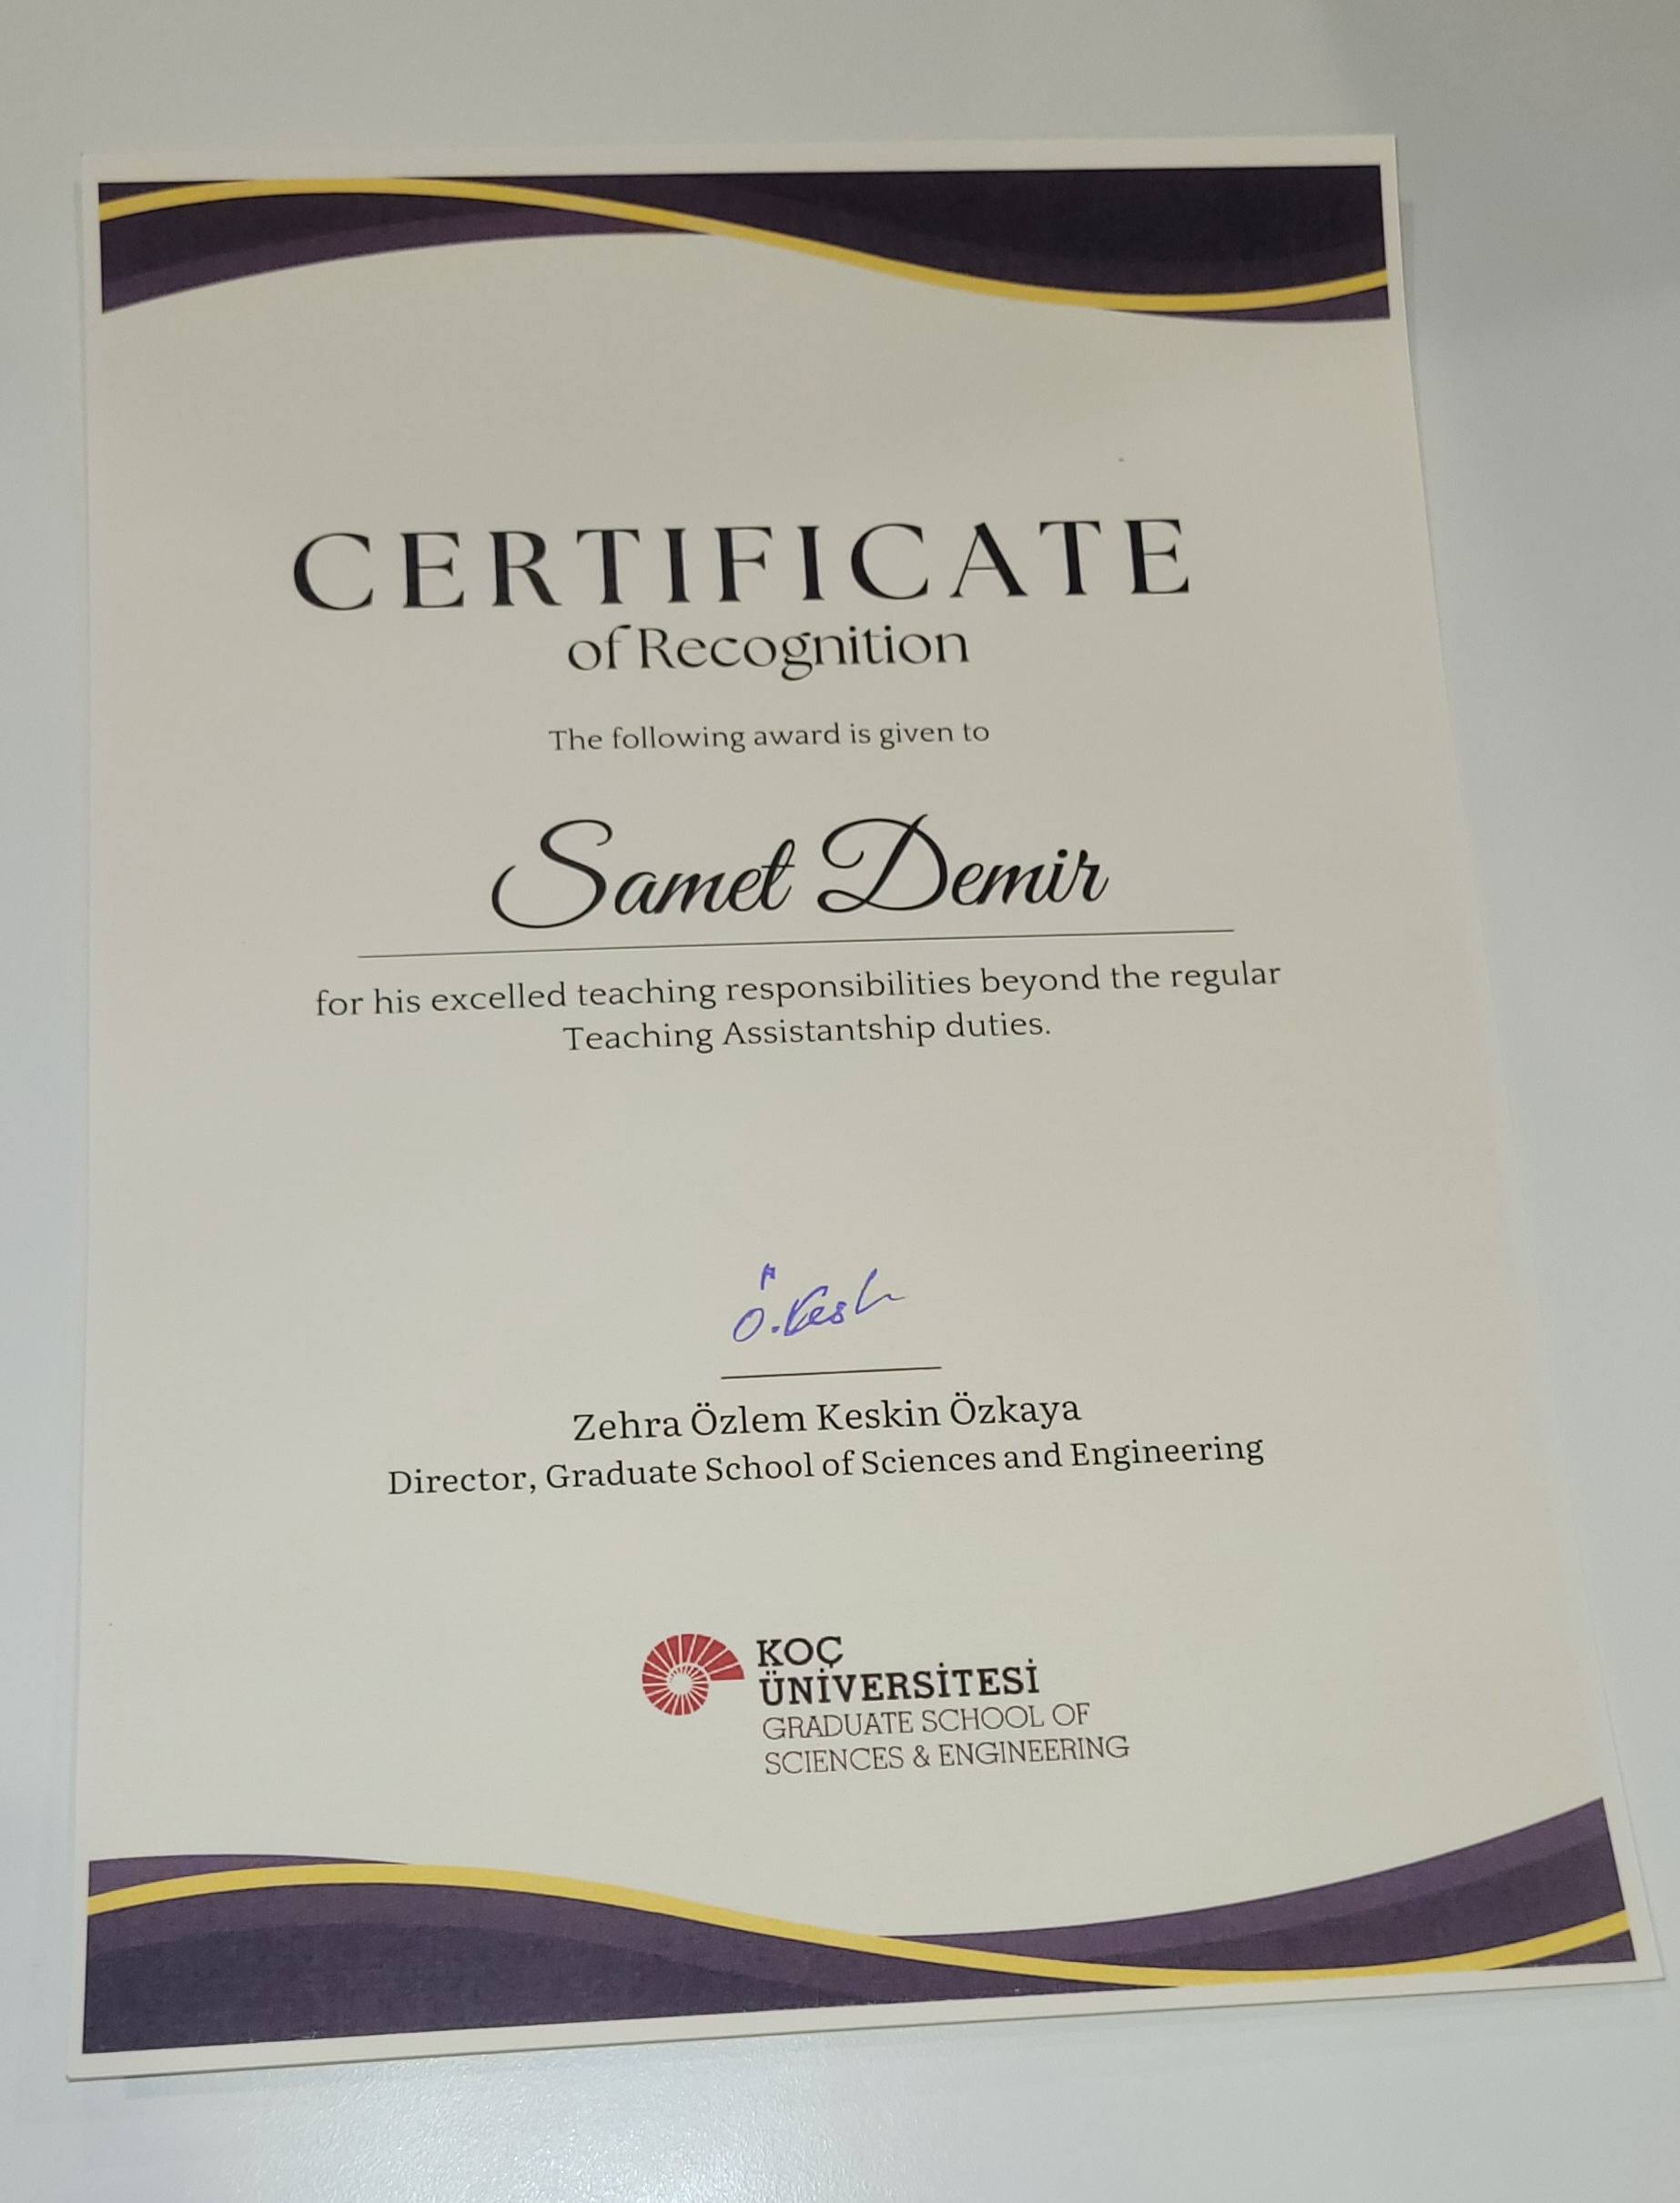 CERTIFICATE
of Recognition
The following award is given to
Samet Demir
for his excelled teaching responsibilities beyond the regular
Teaching Assistantship duties.
Zehra Özlem Keskin Özkaya
Director, Graduate School of Sciences and Engineering
KOÇ
ÜNİVERSİTESİ
GRADUATE SCHOOL OF
SCIENCES & ENGINEERING